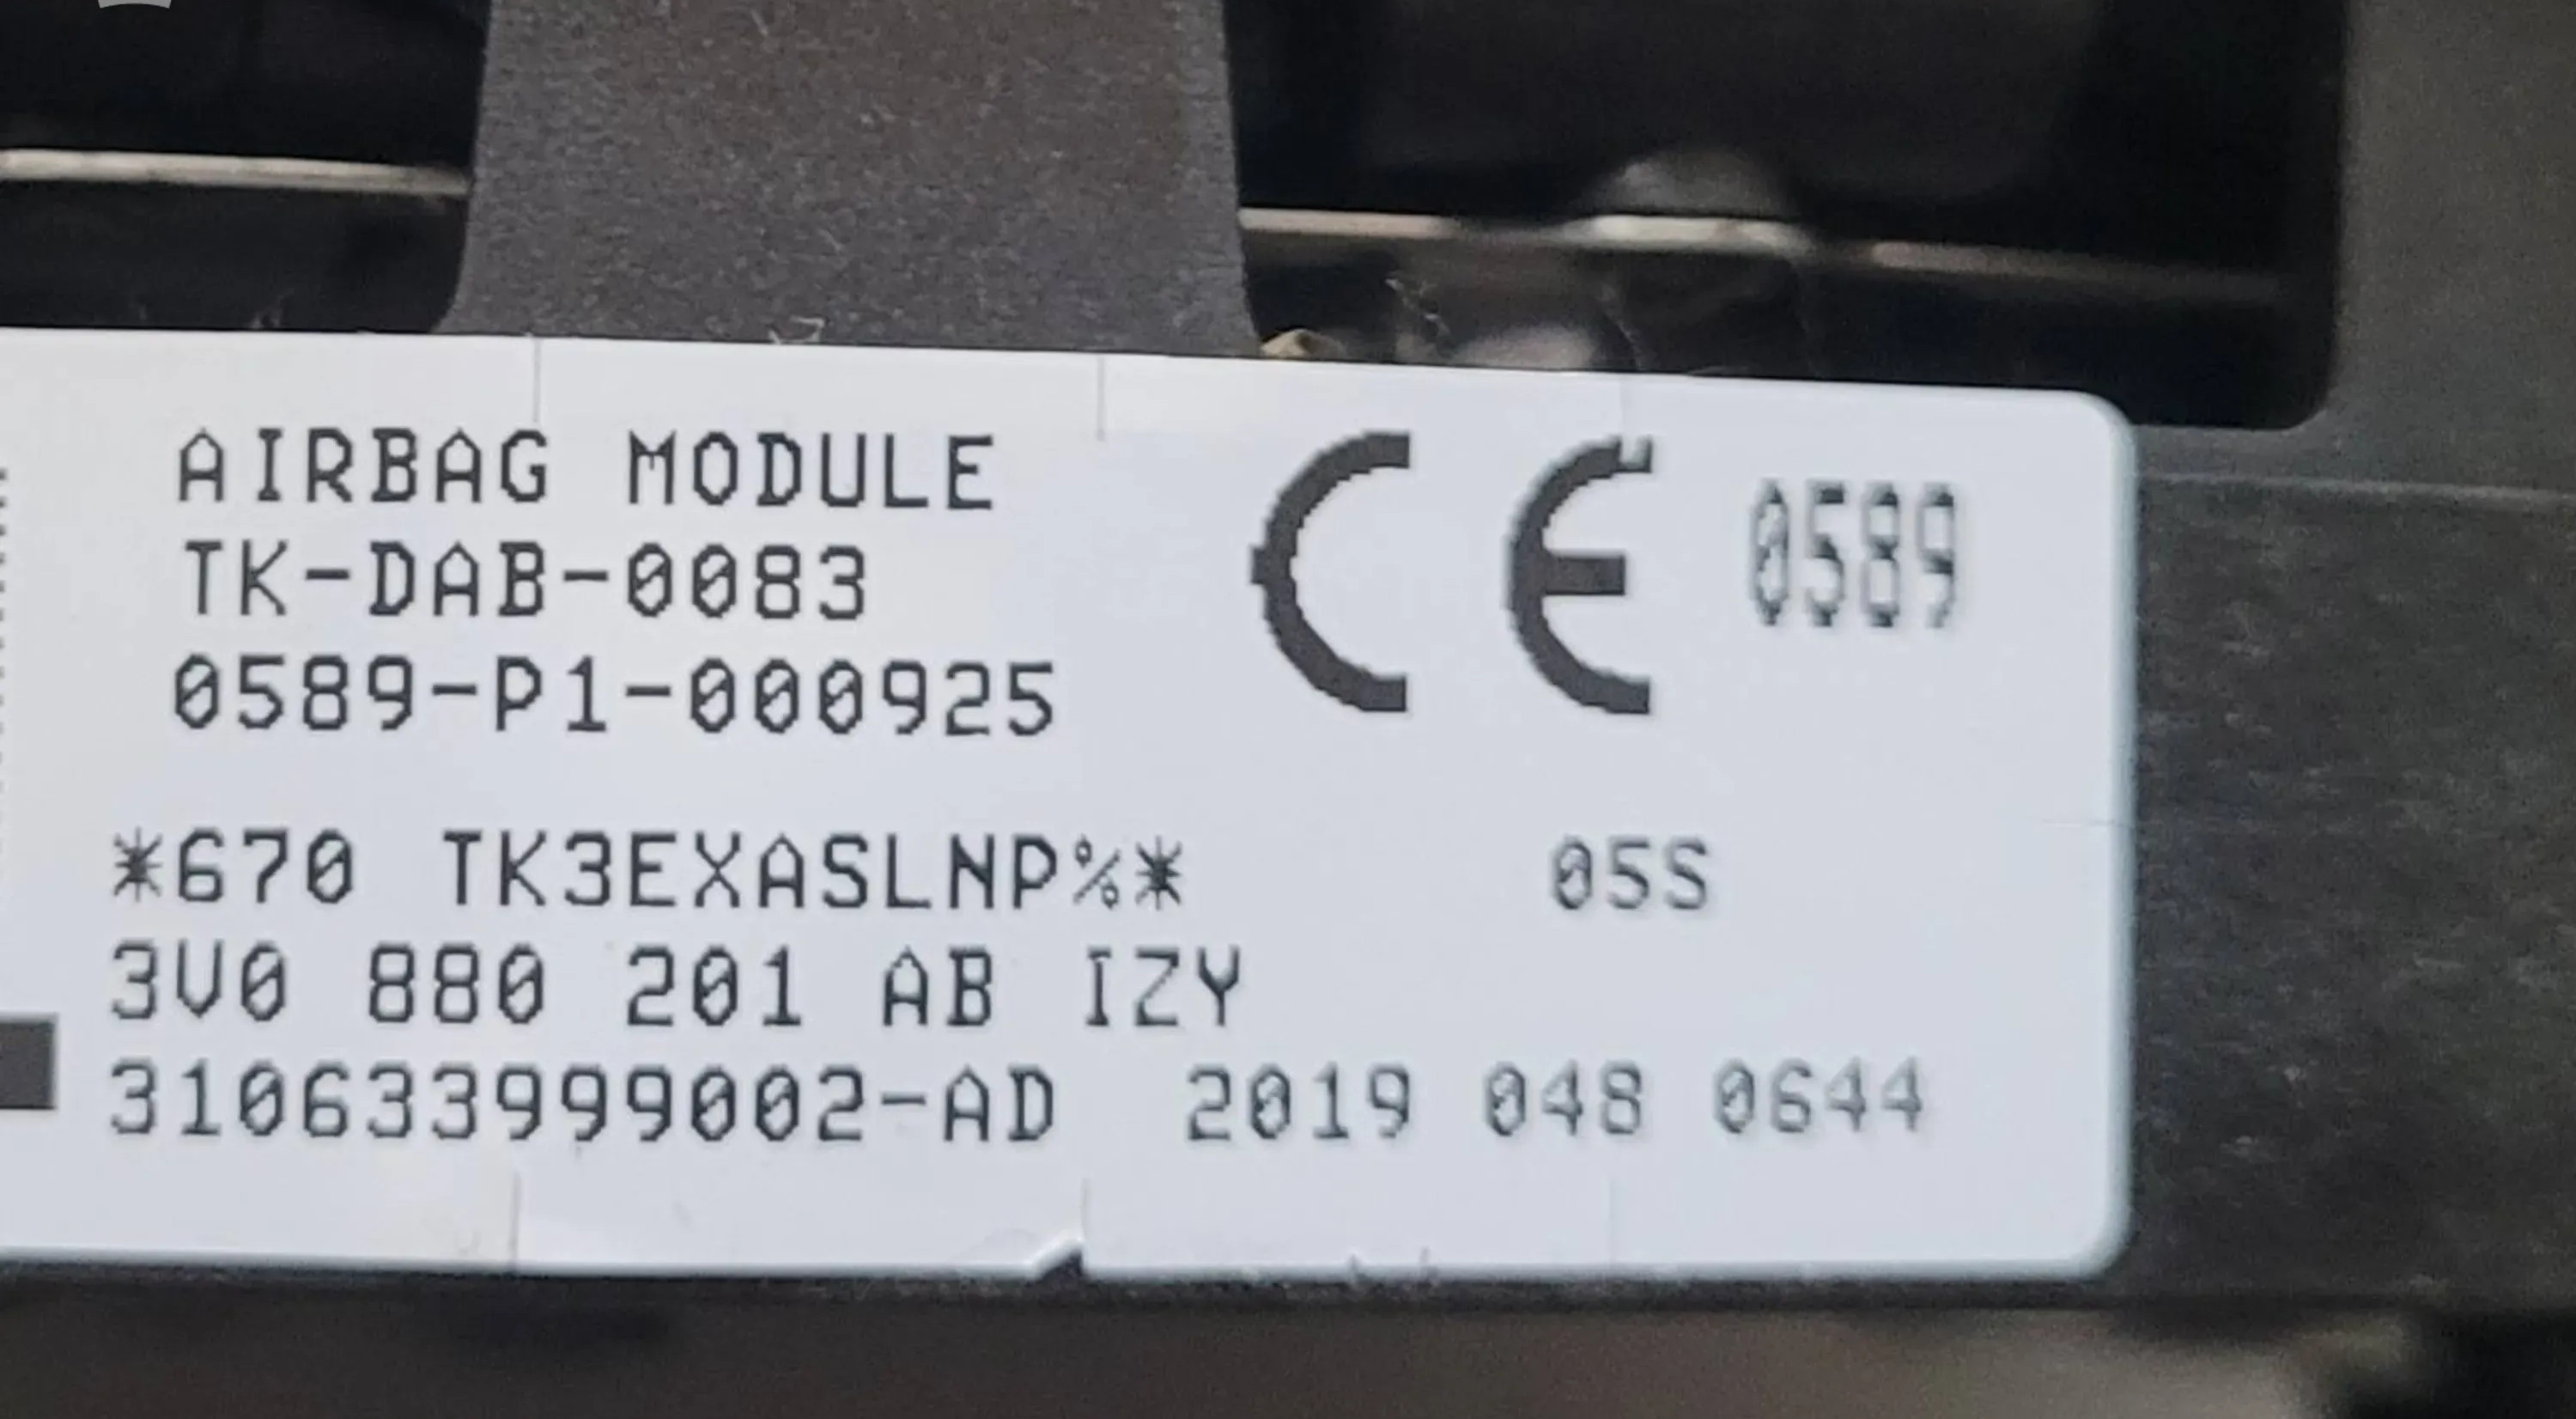 AIRBAG MODULE
TK-DAB-0083
0589-P1-000925
CE 0589
*670 TK3EXASLNP%* 05S
3V0 880 201 AB IZY
310633999002-AD 2019 048 0644